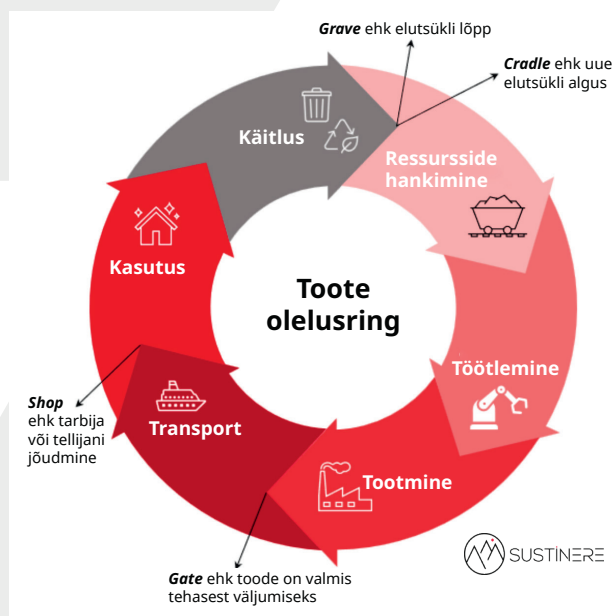 Grave ehk elutsükli lõpp
Cradle ehk uue
elutsükli algus
Käitlus
Ressursside
hankimine
Kasutus
Toote
olelusring
Töötlemine
Shop
ehk tarbija
või tellijani
jõudmine
Transport
Tootmine
SUSTINERE
Gate ehk toode on valmis
tehasest väljumiseks